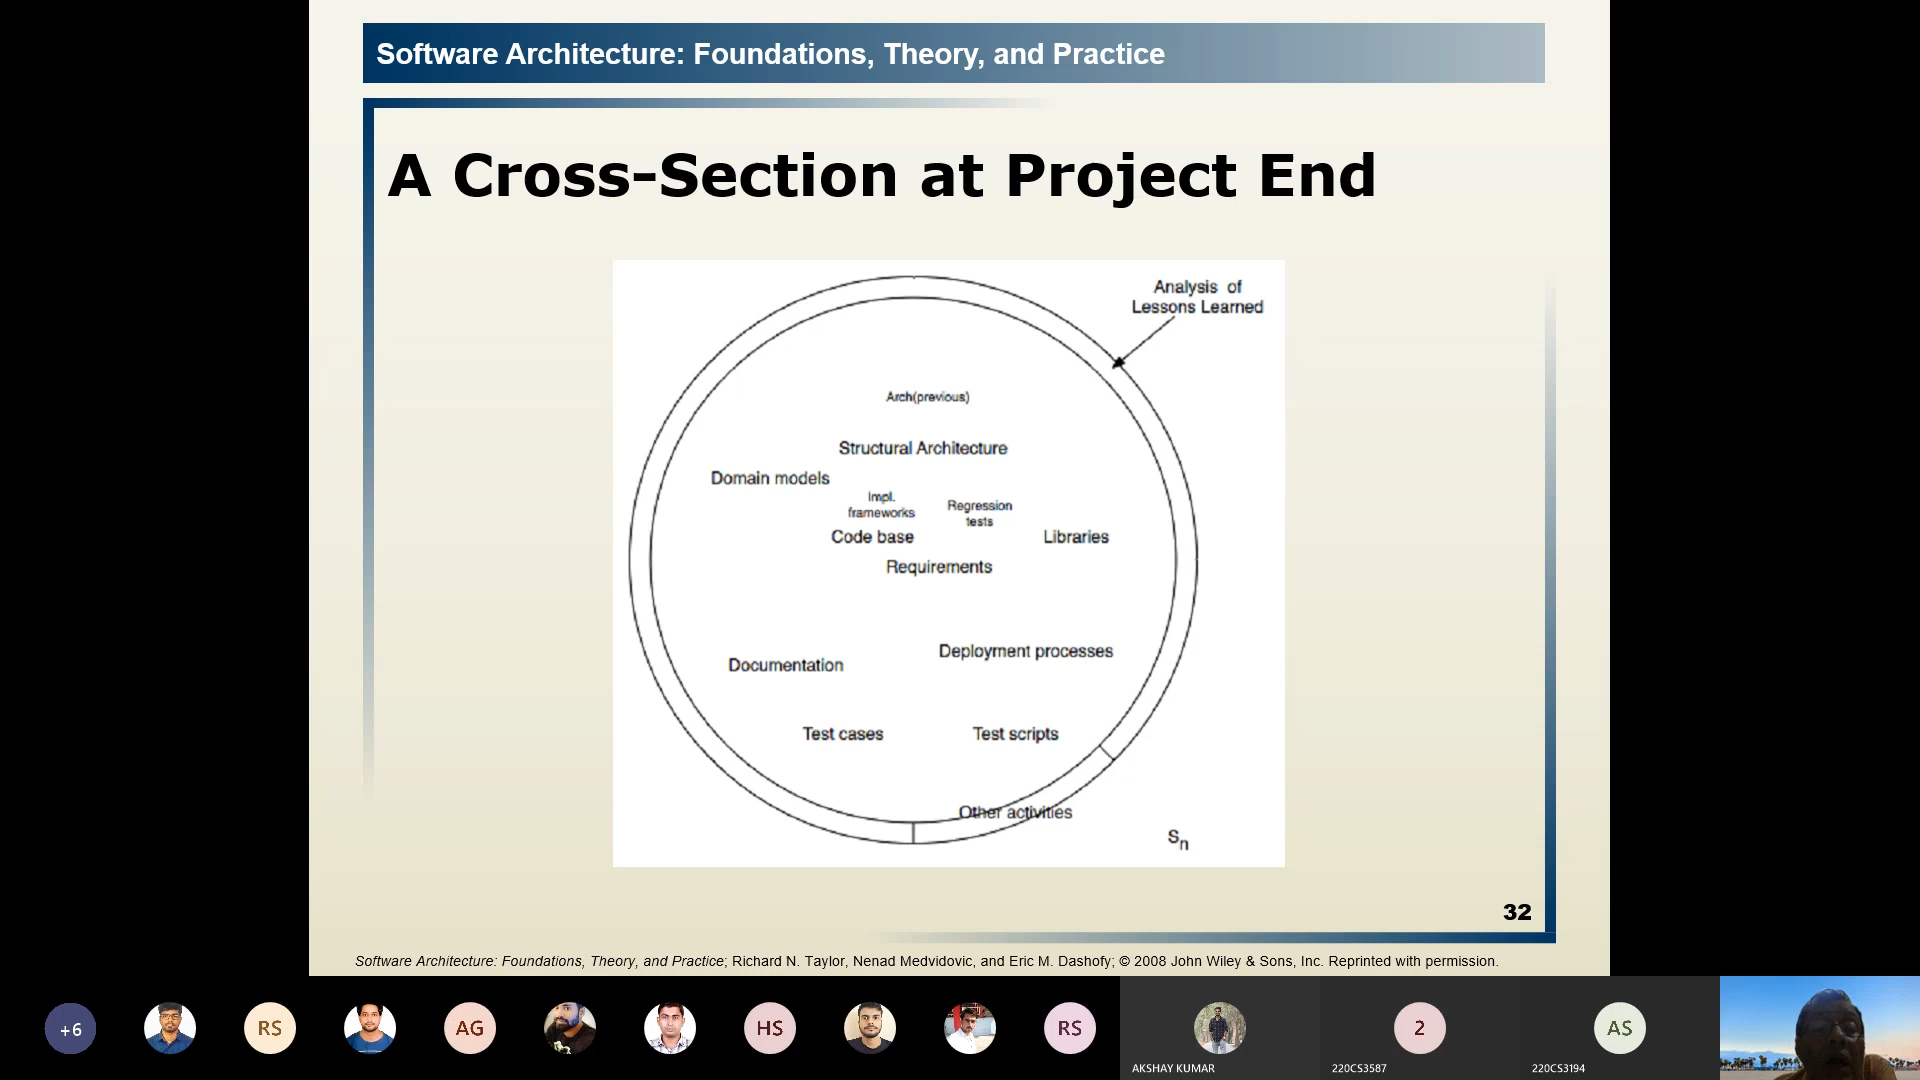 Software Architecture: Foundations, Theory, and Practice
A Cross-Section at Project End
Analysis of
Lessons Learned
Arch(previous)
Structural Architecture
Domain models
Impl.
frameworks
Regression
tests
Code base
Libraries
Requirements
Deployment processes
Documentation
Test cases
Test scripts
Other activities
Sn
32
Software Architecture: Foundations, Theory, and Practice; Richard N. Taylor, Nenad Medvidovic, and Eric M. Dashofy; © 2008 John Wiley & Sons, Inc. Reprinted with permission.
+6
RS
AG
HS
RS
2
AS
AKSHAY KUMAR
220CS3587
220CS3194